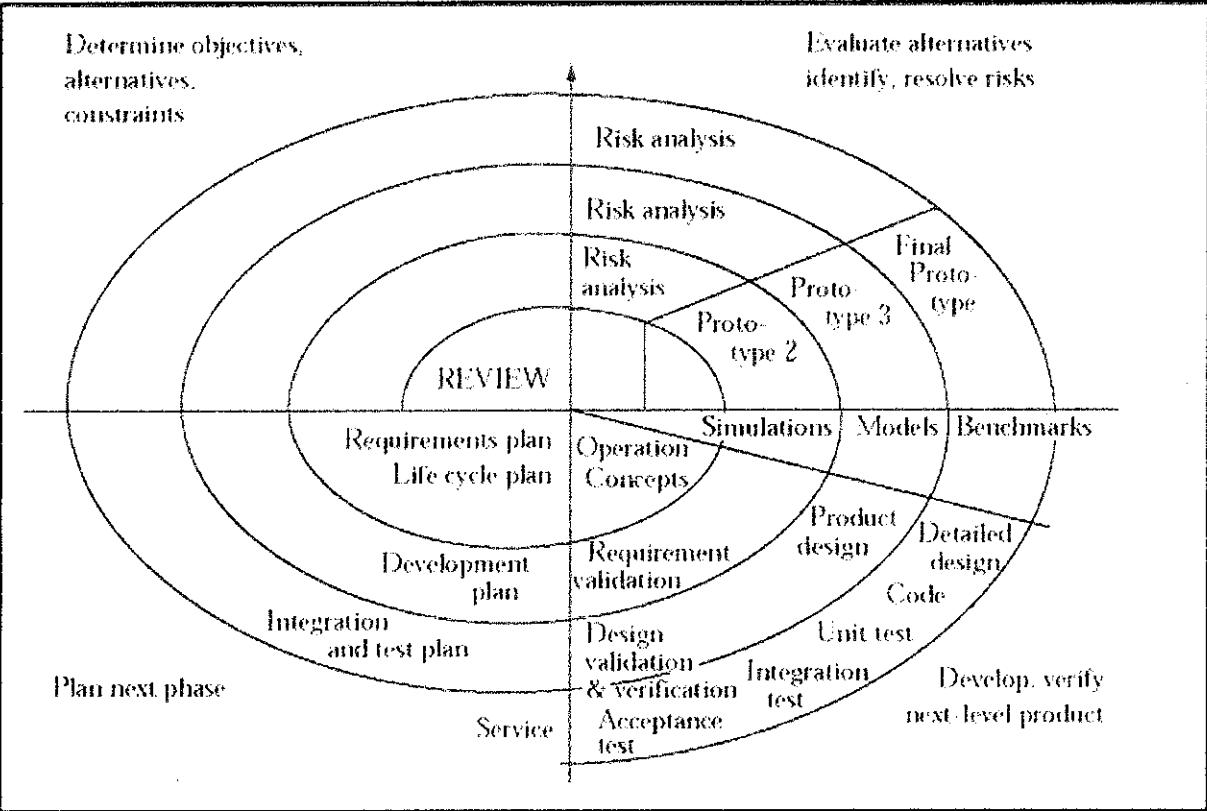 Determine objectives,
alternatives,
constraints
Evaluate alternatives
identify, resolve risks
Risk analysis
Risk analysis
Risk
analysis
Final
Proto-
type
Proto-
type 3
Proto-
type 2
REVIEW
Simulations
Models
Benchmarks
Requirements plan
Life cycle plan
Operation
Concepts
Product
design
Detailed
design
Development
plan
Requirement
validation
Code
Integration
and test plan
Unit test
Design
validation
& verification
Integration
test
Plan next phase
Develop, verify
next-level product
Service
Acceptance
test